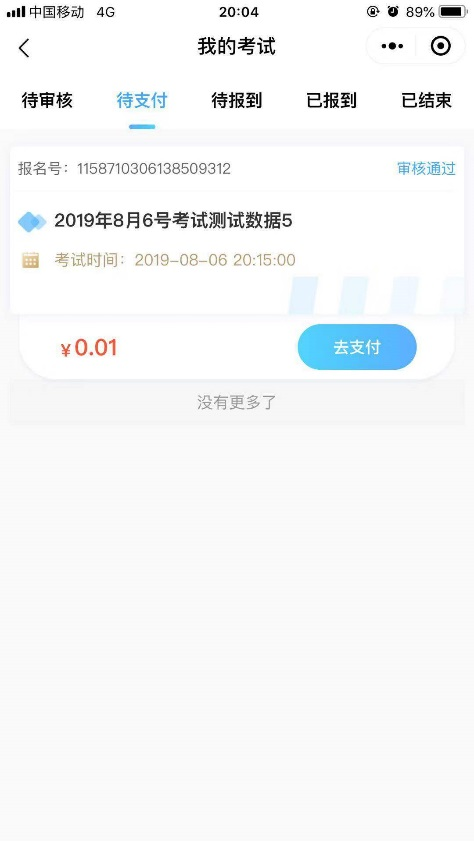 中国移动 4G 20:04 89%
我的考试
待审核 待支付 待报到 已报到 已结束
报名号：1158710306138509312 审核通过
2019年8月6号考试测试数据5
考试时间：2019-08-06 20:15:00
¥0.01 去支付
没有更多了